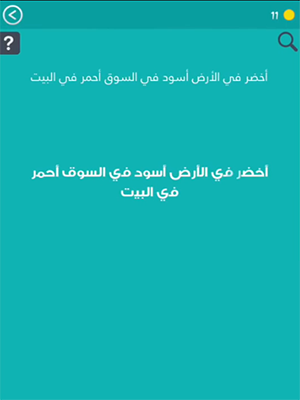 11
?
أخضر في الأرض أسود في السوق أحمر في البيت
أخضر في الأرض أسود في السوق أحمر
في البيت